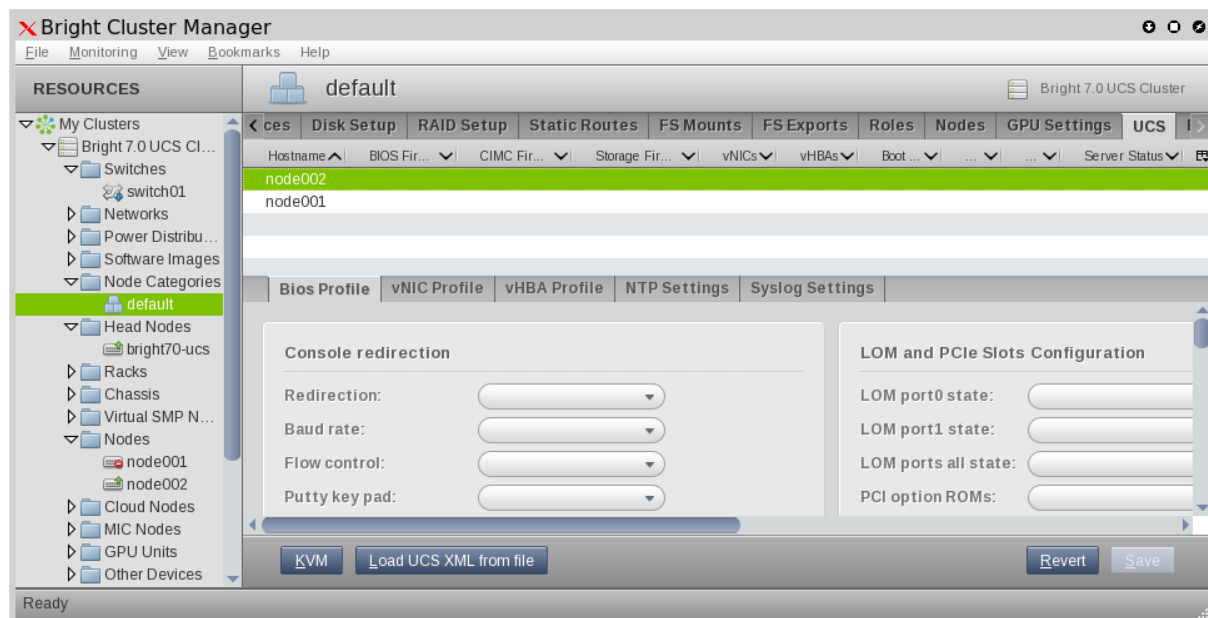 Bright Cluster Manager
File Monitoring View Bookmarks Help
RESOURCES
default
Bright 7.0 UCS Cluster
My Clusters
Bright 7.0 UCS Cl...
Switches
switch01
Networks
Power Distribu...
Software Images
Node Categories
default
Head Nodes
bright70-ucs
Racks
Chassis
Virtual SMP N...
Nodes
node001
node002
Cloud Nodes
MIC Nodes
GPU Units
Other Devices
ces Disk Setup RAID Setup Static Routes FS Mounts FS Exports Roles Nodes GPU Settings UCS
Hostname BIOS Fir... CIMC Fir... Storage Fir... vNICs vHBAs Boot ... ... ... Server Status
node002
node001
Bios Profile vNIC Profile vHBA Profile NTP Settings Syslog Settings
Console redirection
Redirection:
Baud rate:
Flow control:
Putty key pad:
LOM and PCIe Slots Configuration
LOM port0 state:
LOM port1 state:
LOM ports all state:
PCI option ROMs:
KVM Load UCS XML from file Revert Save
Ready